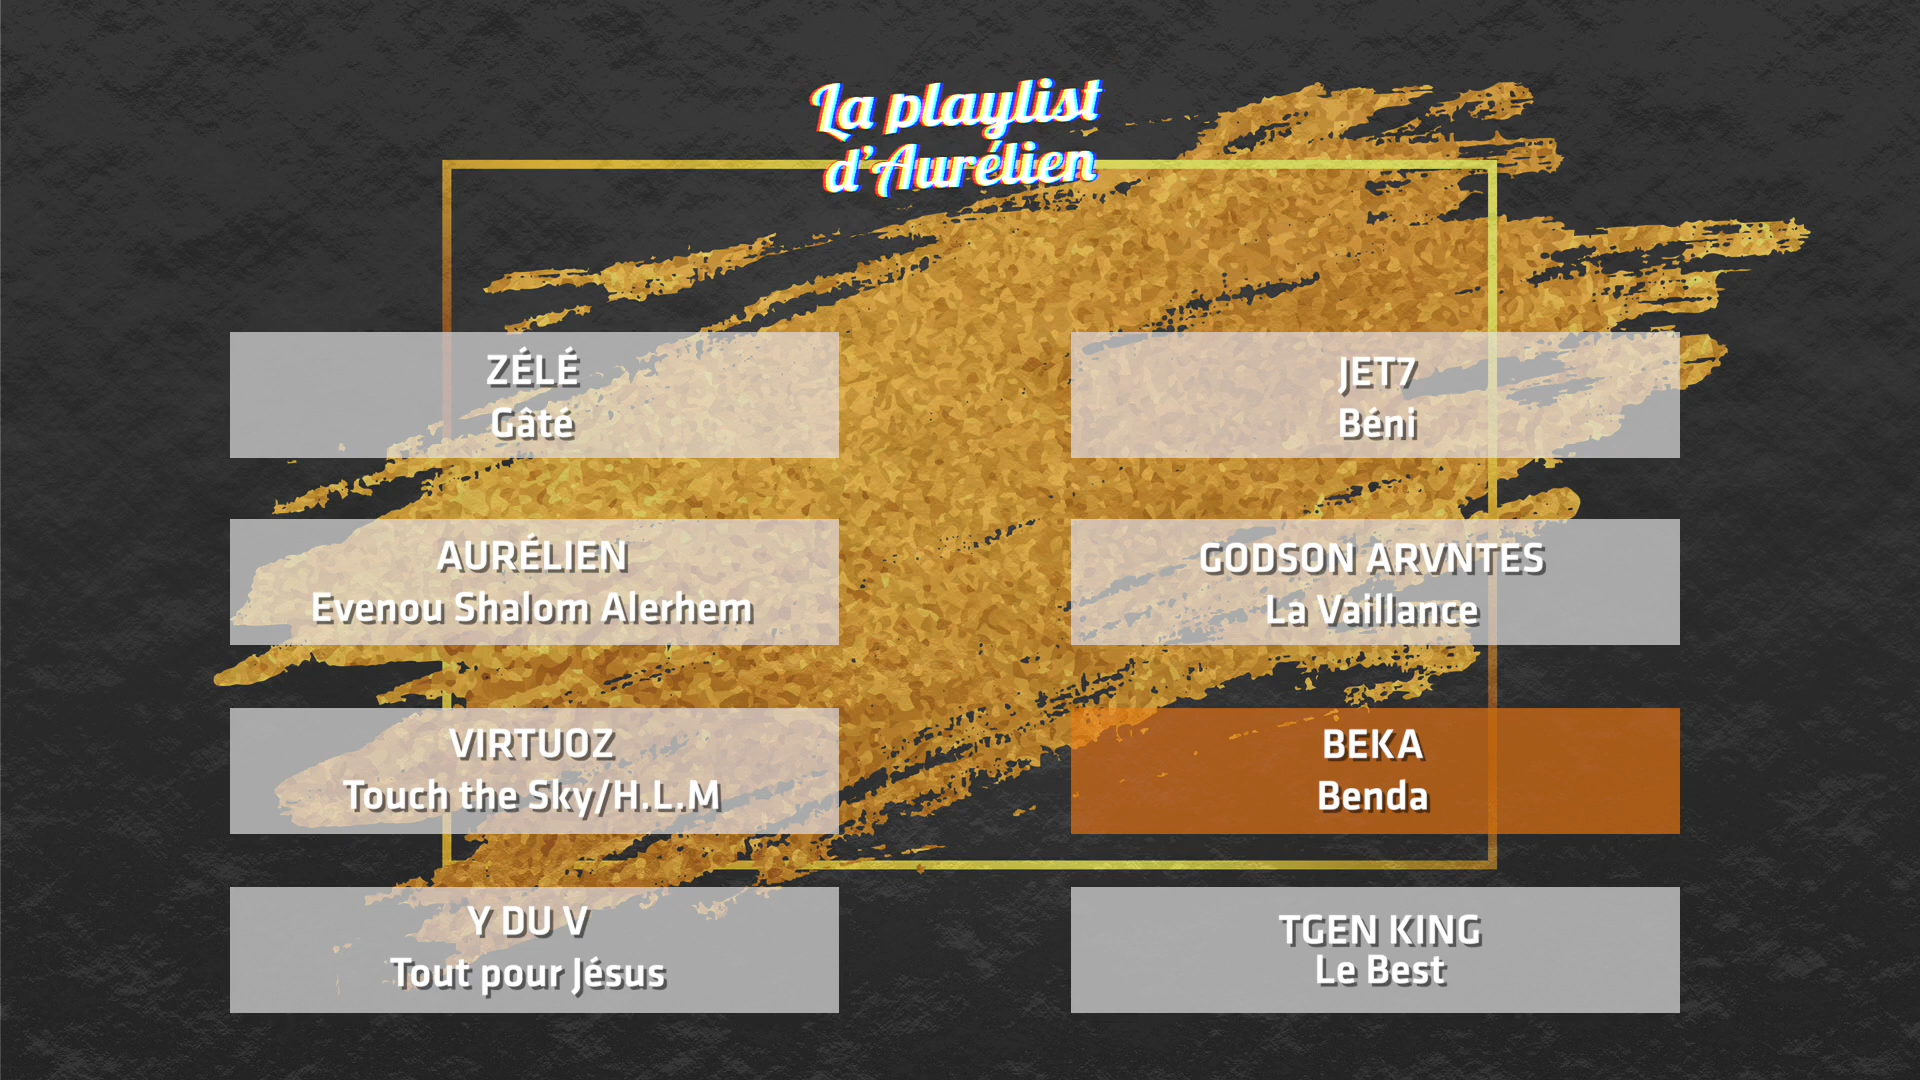 La playlist
d'Aurélien
ZÉLÉ
Gâté
JET7
Béni
AURÉLIEN
Evenou Shalom Alerhem
GODSON ARVNTES
La Vaillance
VIRTUOZ
Touch the Sky/H.L.M
BEKA
Benda
Y DU V
Tout pour Jésus
TGEN KING
Le Best